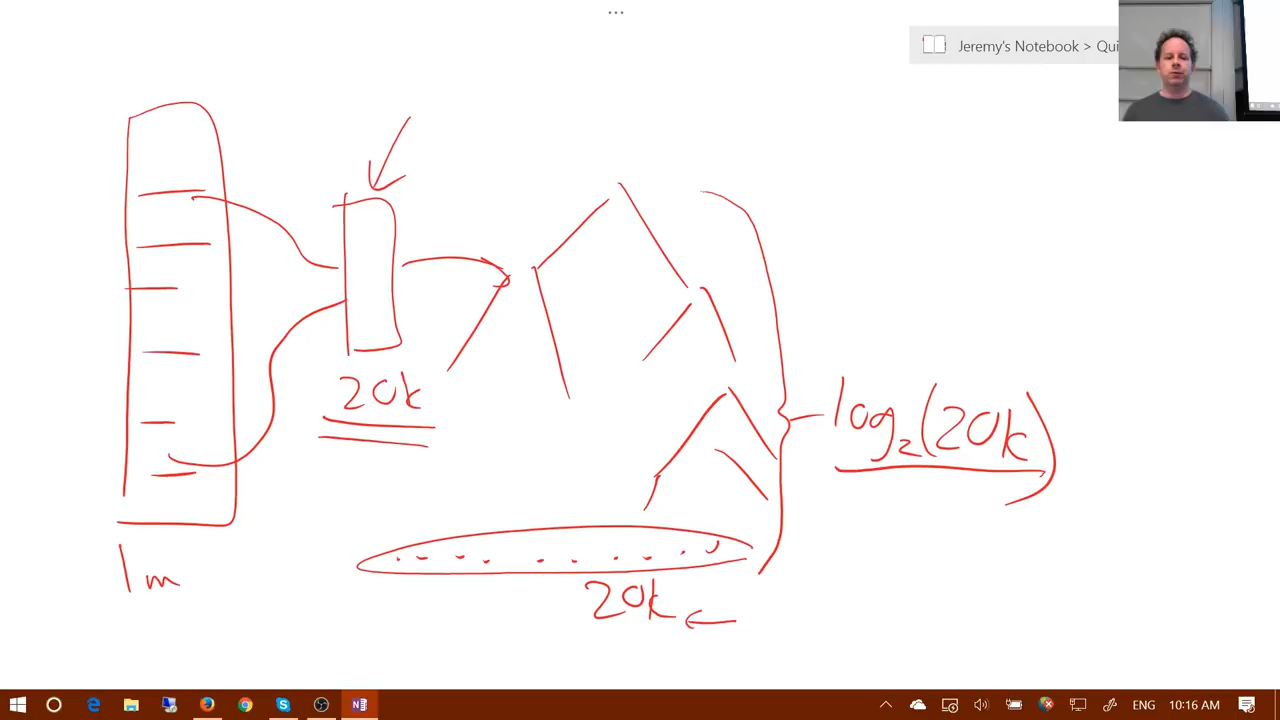 ...
Jeremy's Notebook > Qui
20k
log₂(20k)
1m
20k
ENG
10:16 AM